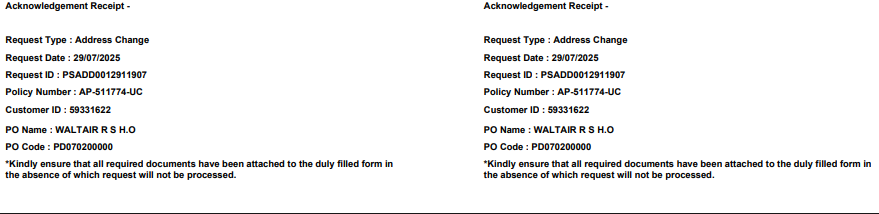 Acknowledgement Receipt -
Request Type : Address Change
Request Date : 29/07/2025
Request ID : PSADD0012911907
Policy Number : AP-511774-UC
Customer ID : 59331622
PO Name : WALTAIR R S H.O
PO Code : PD070200000
*Kindly ensure that all required documents have been attached to the duly filled form in
the absence of which request will not be processed.
Acknowledgement Receipt -
Request Type : Address Change
Request Date : 29/07/2025
Request ID : PSADD0012911907
Policy Number : AP-511774-UC
Customer ID : 59331622
PO Name : WALTAIR R S H.O
PO Code : PD070200000
*Kindly ensure that all required documents have been attached to the duly filled form in
the absence of which request will not be processed.